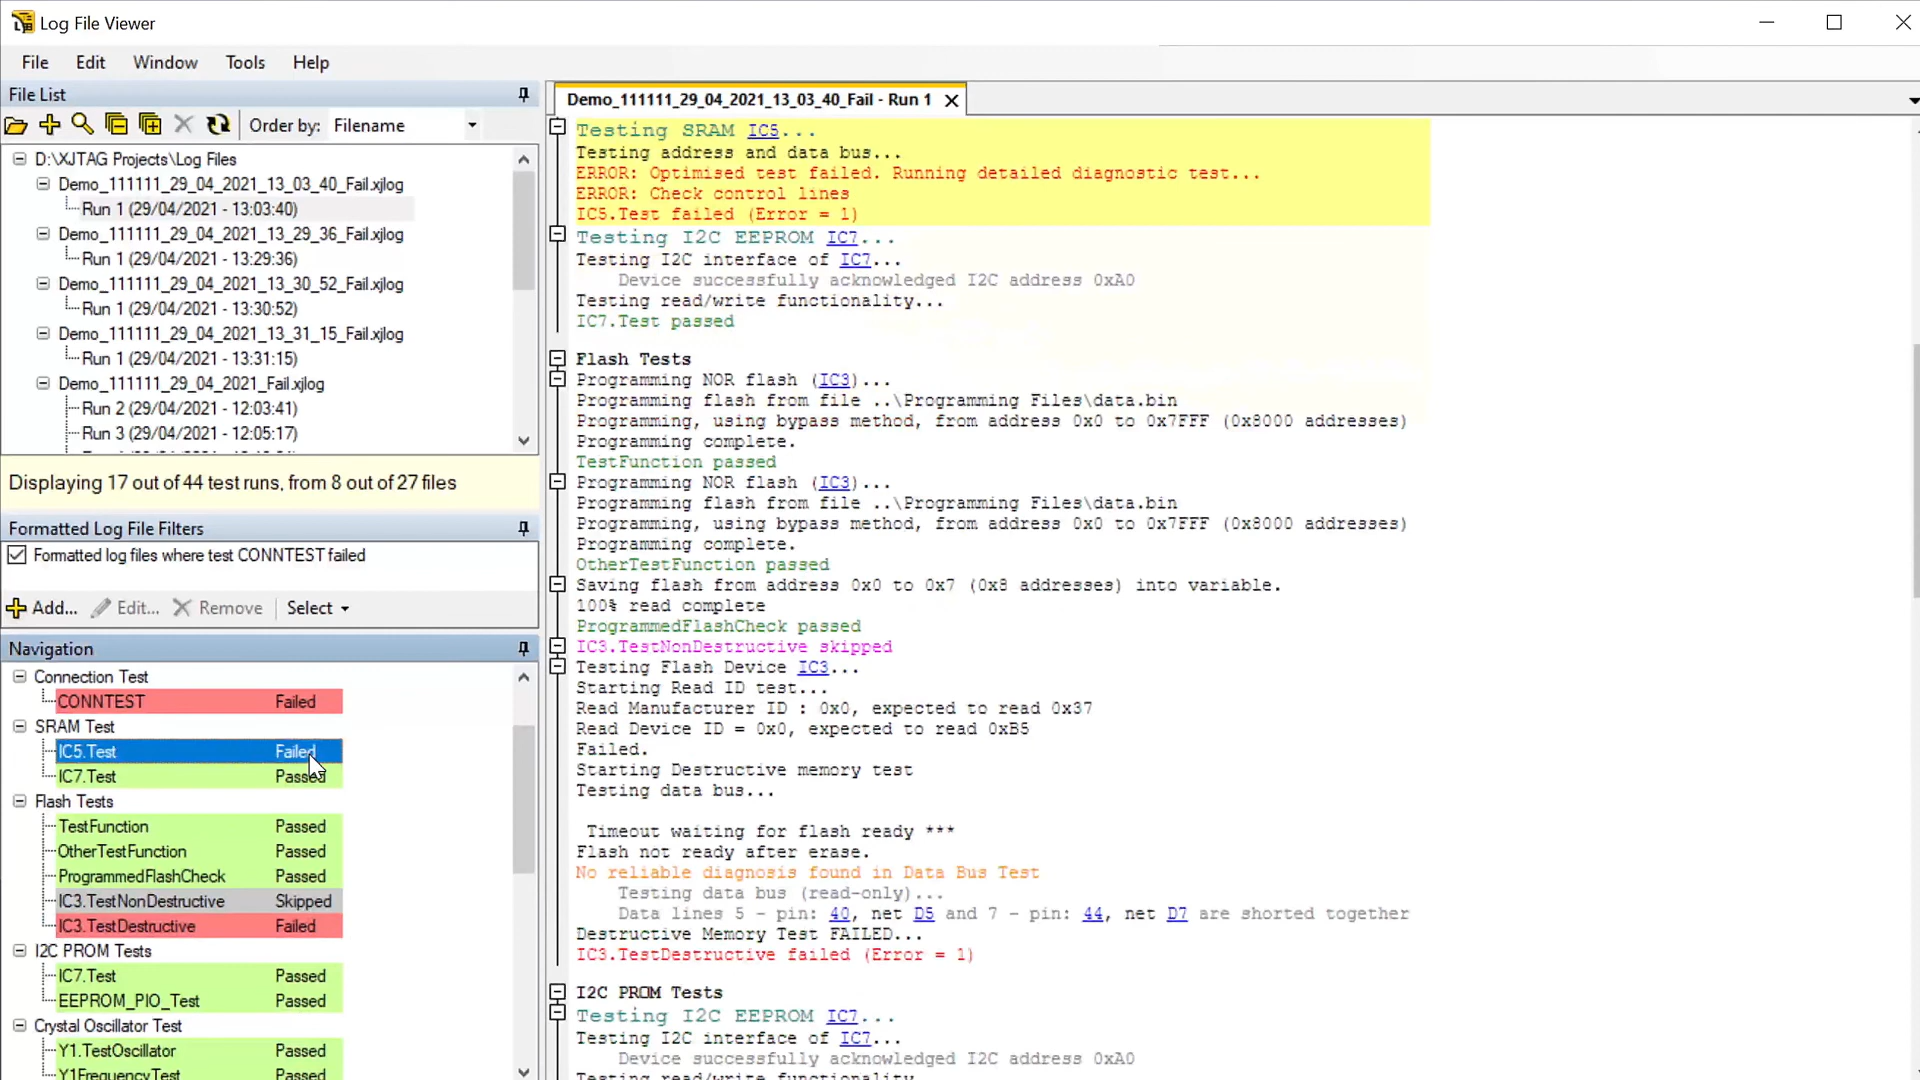 Log File Viewer
File Edit Window Tools Help
File List
Order by: Filename
D:\XJTAG Projects\Log Files
Demo_111111_29_04_2021_13_03_40_Fail.xjlog
Run 1 (29/04/2021 - 13:03:40)
Demo_111111_29_04_2021_13_29_36_Fail.xjlog
Run 1 (29/04/2021 - 13:29:36)
Demo_111111_29_04_2021_13_30_52_Fail.xjlog
Run 1 (29/04/2021 - 13:30:52)
Demo_111111_29_04_2021_13_31_15_Fail.xjlog
Run 1 (29/04/2021 - 13:31:15)
Demo_111111_29_04_2021_Fail.xjlog
Run 2 (29/04/2021 - 12:03:41)
Run 3 (29/04/2021 - 12:05:17)
Displaying 17 out of 44 test runs, from 8 out of 27 files
Formatted Log File Filters
Formatted log files where test CONNTEST failed
Add... Edit... Remove Select
Navigation
Connection Test
CONNTEST Failed
SRAM Test
IC5.Test Failed
IC7.Test Passed
Flash Tests
TestFunction Passed
OtherTestFunction Passed
ProgrammedFlashCheck Passed
IC3.TestNonDestructive Skipped
IC3.TestDestructive Failed
I2C PROM Tests
IC7.Test Passed
EEPROM_PIO_Test Passed
Crystal Oscillator Test
Y1.TestOscillator Passed
Y1FrequencyTest Passed
Demo_111111_29_04_2021_13_03_40_Fail - Run 1
Testing SRAM IC5...
Testing address and data bus...
ERROR: Optimised test failed. Running detailed diagnostic test...
ERROR: Check control lines
IC5.Test failed (Error = 1)
Testing I2C EEPROM IC7...
Testing I2C interface of IC7...
Device successfully acknowledged I2C address 0xA0
Testing read/write functionality...
IC7.Test passed
Flash Tests
Programming NOR flash (IC3)...
Programming flash from file ..\Programming Files\data.bin
Programming, using bypass method, from address 0x0 to 0x7FFF (0x8000 addresses)
Programming complete.
TestFunction passed
Programming NOR flash (IC3)...
Programming flash from file ..\Programming Files\data.bin
Programming, using bypass method, from address 0x0 to 0x7FFF (0x8000 addresses)
Programming complete.
OtherTestFunction passed
Saving flash from address 0x0 to 0x7 (0x8 addresses) into variable.
100% read complete
ProgrammedFlashCheck passed
IC3.TestNonDestructive skipped
Testing Flash Device IC3...
Starting Read ID test...
Read Manufacturer ID : 0x0, expected to read 0x37
Read Device ID = 0x0, expected to read 0xB5
Failed.
Starting Destructive memory test
Testing data bus...
Timeout waiting for flash ready ***
Flash not ready after erase.
No reliable diagnosis found in Data Bus Test
Testing data bus (read-only)...
Data lines 5 - pin: 40, net D5 and 7 - pin: 44, net D7 are shorted together
Destructive Memory Test FAILED...
IC3.TestDestructive failed (Error = 1)
I2C PROM Tests
Testing I2C EEPROM IC7...
Testing I2C interface of IC7...
Device successfully acknowledged I2C address 0xA0
Testing read/write functionality